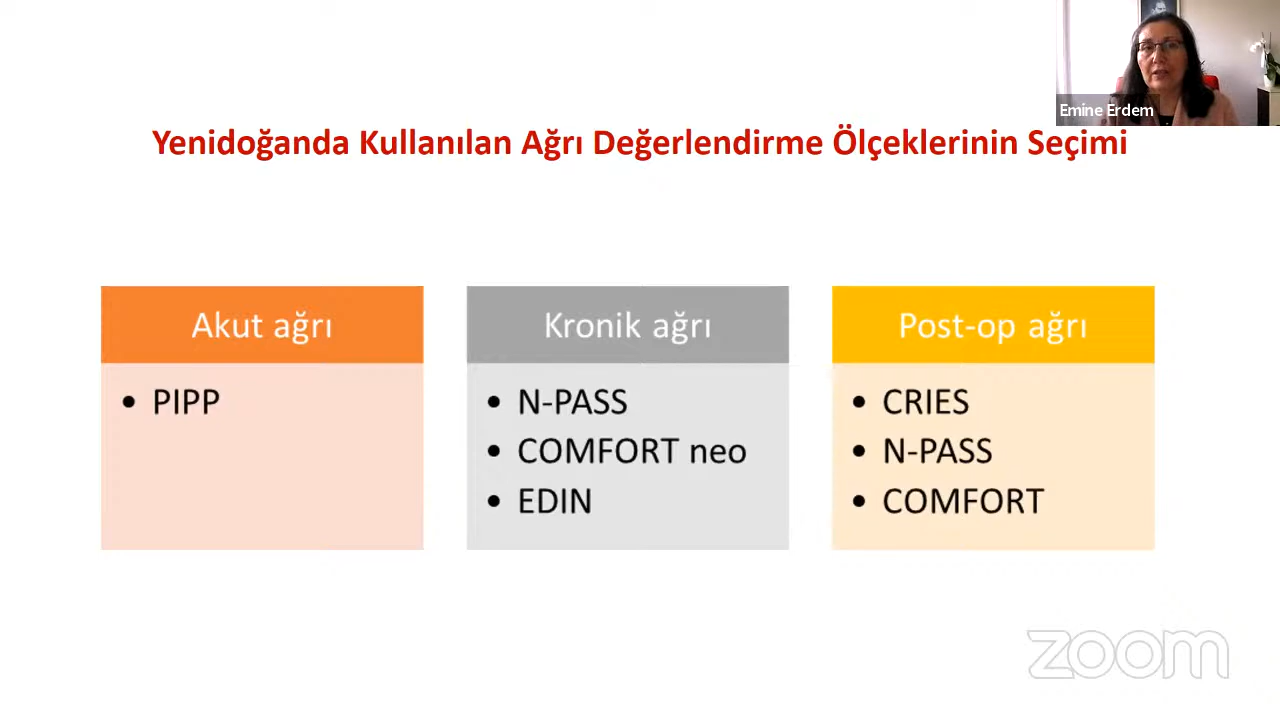 Emine Erdem
Yenidoğanda Kullanılan Ağrı Değerlendirme Ölçeklerinin Seçimi
Akut ağrı
• PIPP
Kronik ağrı
• N-PASS
• COMFORT neo
• EDIN
Post-op ağrı
• CRIES
• N-PASS
• COMFORT
zoom